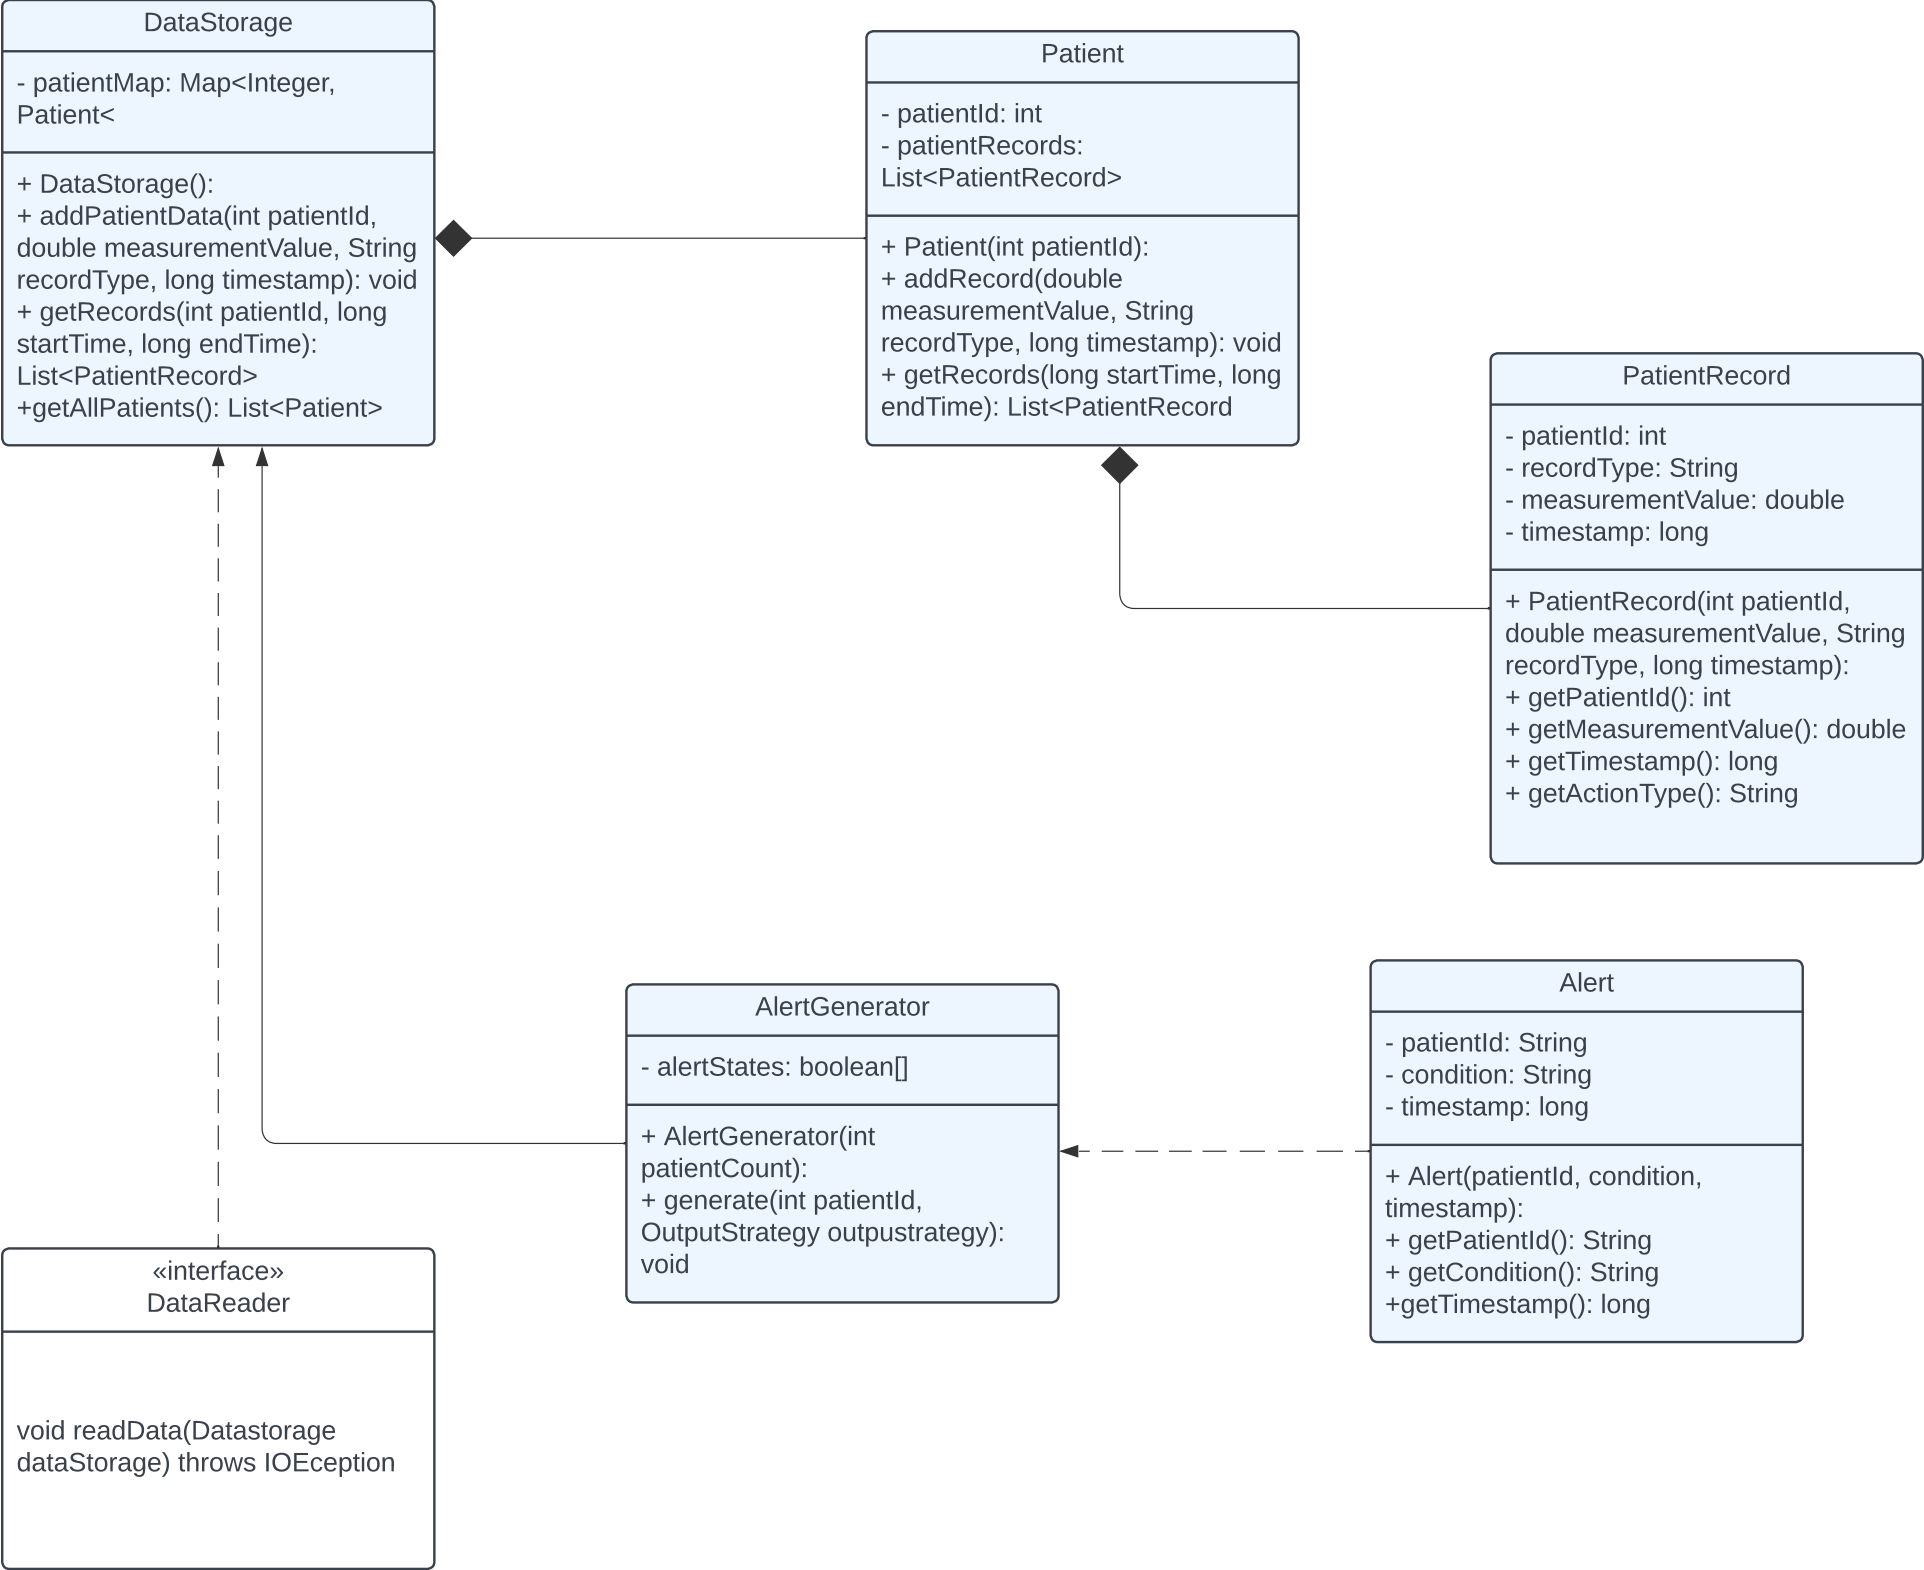 DataStorage
- patientMap: Map<Integer,
Patient<
+ DataStorage():
+ addPatientData(int patientId,
double measurementValue, String
recordType, long timestamp): void
+ getRecords(int patientId, long
startTime, long endTime):
List<PatientRecord>
+getAllPatients(): List<Patient>
Patient
- patientId: int
- patientRecords:
List<PatientRecord>
+ Patient(int patientId):
+ addRecord(double
measurementValue, String
recordType, long timestamp): void
+ getRecords(long startTime, long
endTime): List<PatientRecord
PatientRecord
- patientId: int
- recordType: String
- measurementValue: double
- timestamp: long
+ PatientRecord(int patientId,
double measurementValue, String
recordType, long timestamp):
+ getPatientId(): int
+ getMeasurementValue(): double
+ getTimestamp(): long
+ getActionType(): String
AlertGenerator
- alertStates: boolean[]
+ AlertGenerator(int
patientCount):
+ generate(int patientId,
OutputStrategy outpustrategy):
void
Alert
- patientId: String
- condition: String
- timestamp: long
+ Alert(patientId, condition,
timestamp):
+ getPatientId(): String
+ getCondition(): String
+getTimestamp(): long
«interface»
DataReader
void readData(Datastorage
dataStorage) throws IOEception